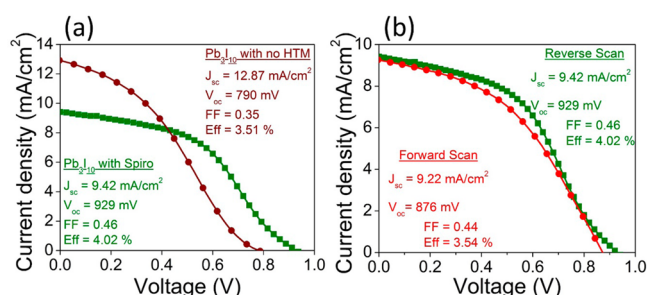 (a)
Pb3I10 with no HTM
Jsc = 12.87 mA/cm2
Voc = 790 mV
FF = 0.35
Eff = 3.51 %
Pb3I10 with Spiro
Jsc = 9.42 mA/cm2
Voc = 929 mV
FF = 0.46
Eff = 4.02 %
Current density (mA/cm2)
14
12
10
8
6
4
2
0
0.0
0.2
0.4
0.6
0.8
1.0
Voltage (V)
(b)
Reverse Scan
Jsc = 9.42 mA/cm2
Voc = 929 mV
FF = 0.46
Eff = 4.02 %
Forward Scan
Jsc = 9.22 mA/cm2
Voc = 876 mV
FF = 0.44
Eff = 3.54 %
Current density (mA/cm2)
10
8
6
4
2
0
0.0
0.2
0.4
0.6
0.8
1.0
Voltage (V)